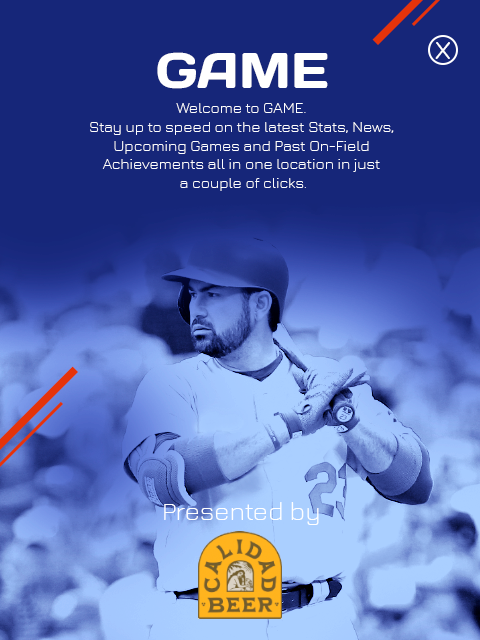 GAME
Welcome to GAME.
Stay up to speed on the latest Stats, News,
Upcoming Games and Past On-Field
Achievements all in one location in just
a couple of clicks.
X
Presented by
CALIDAD
BEER